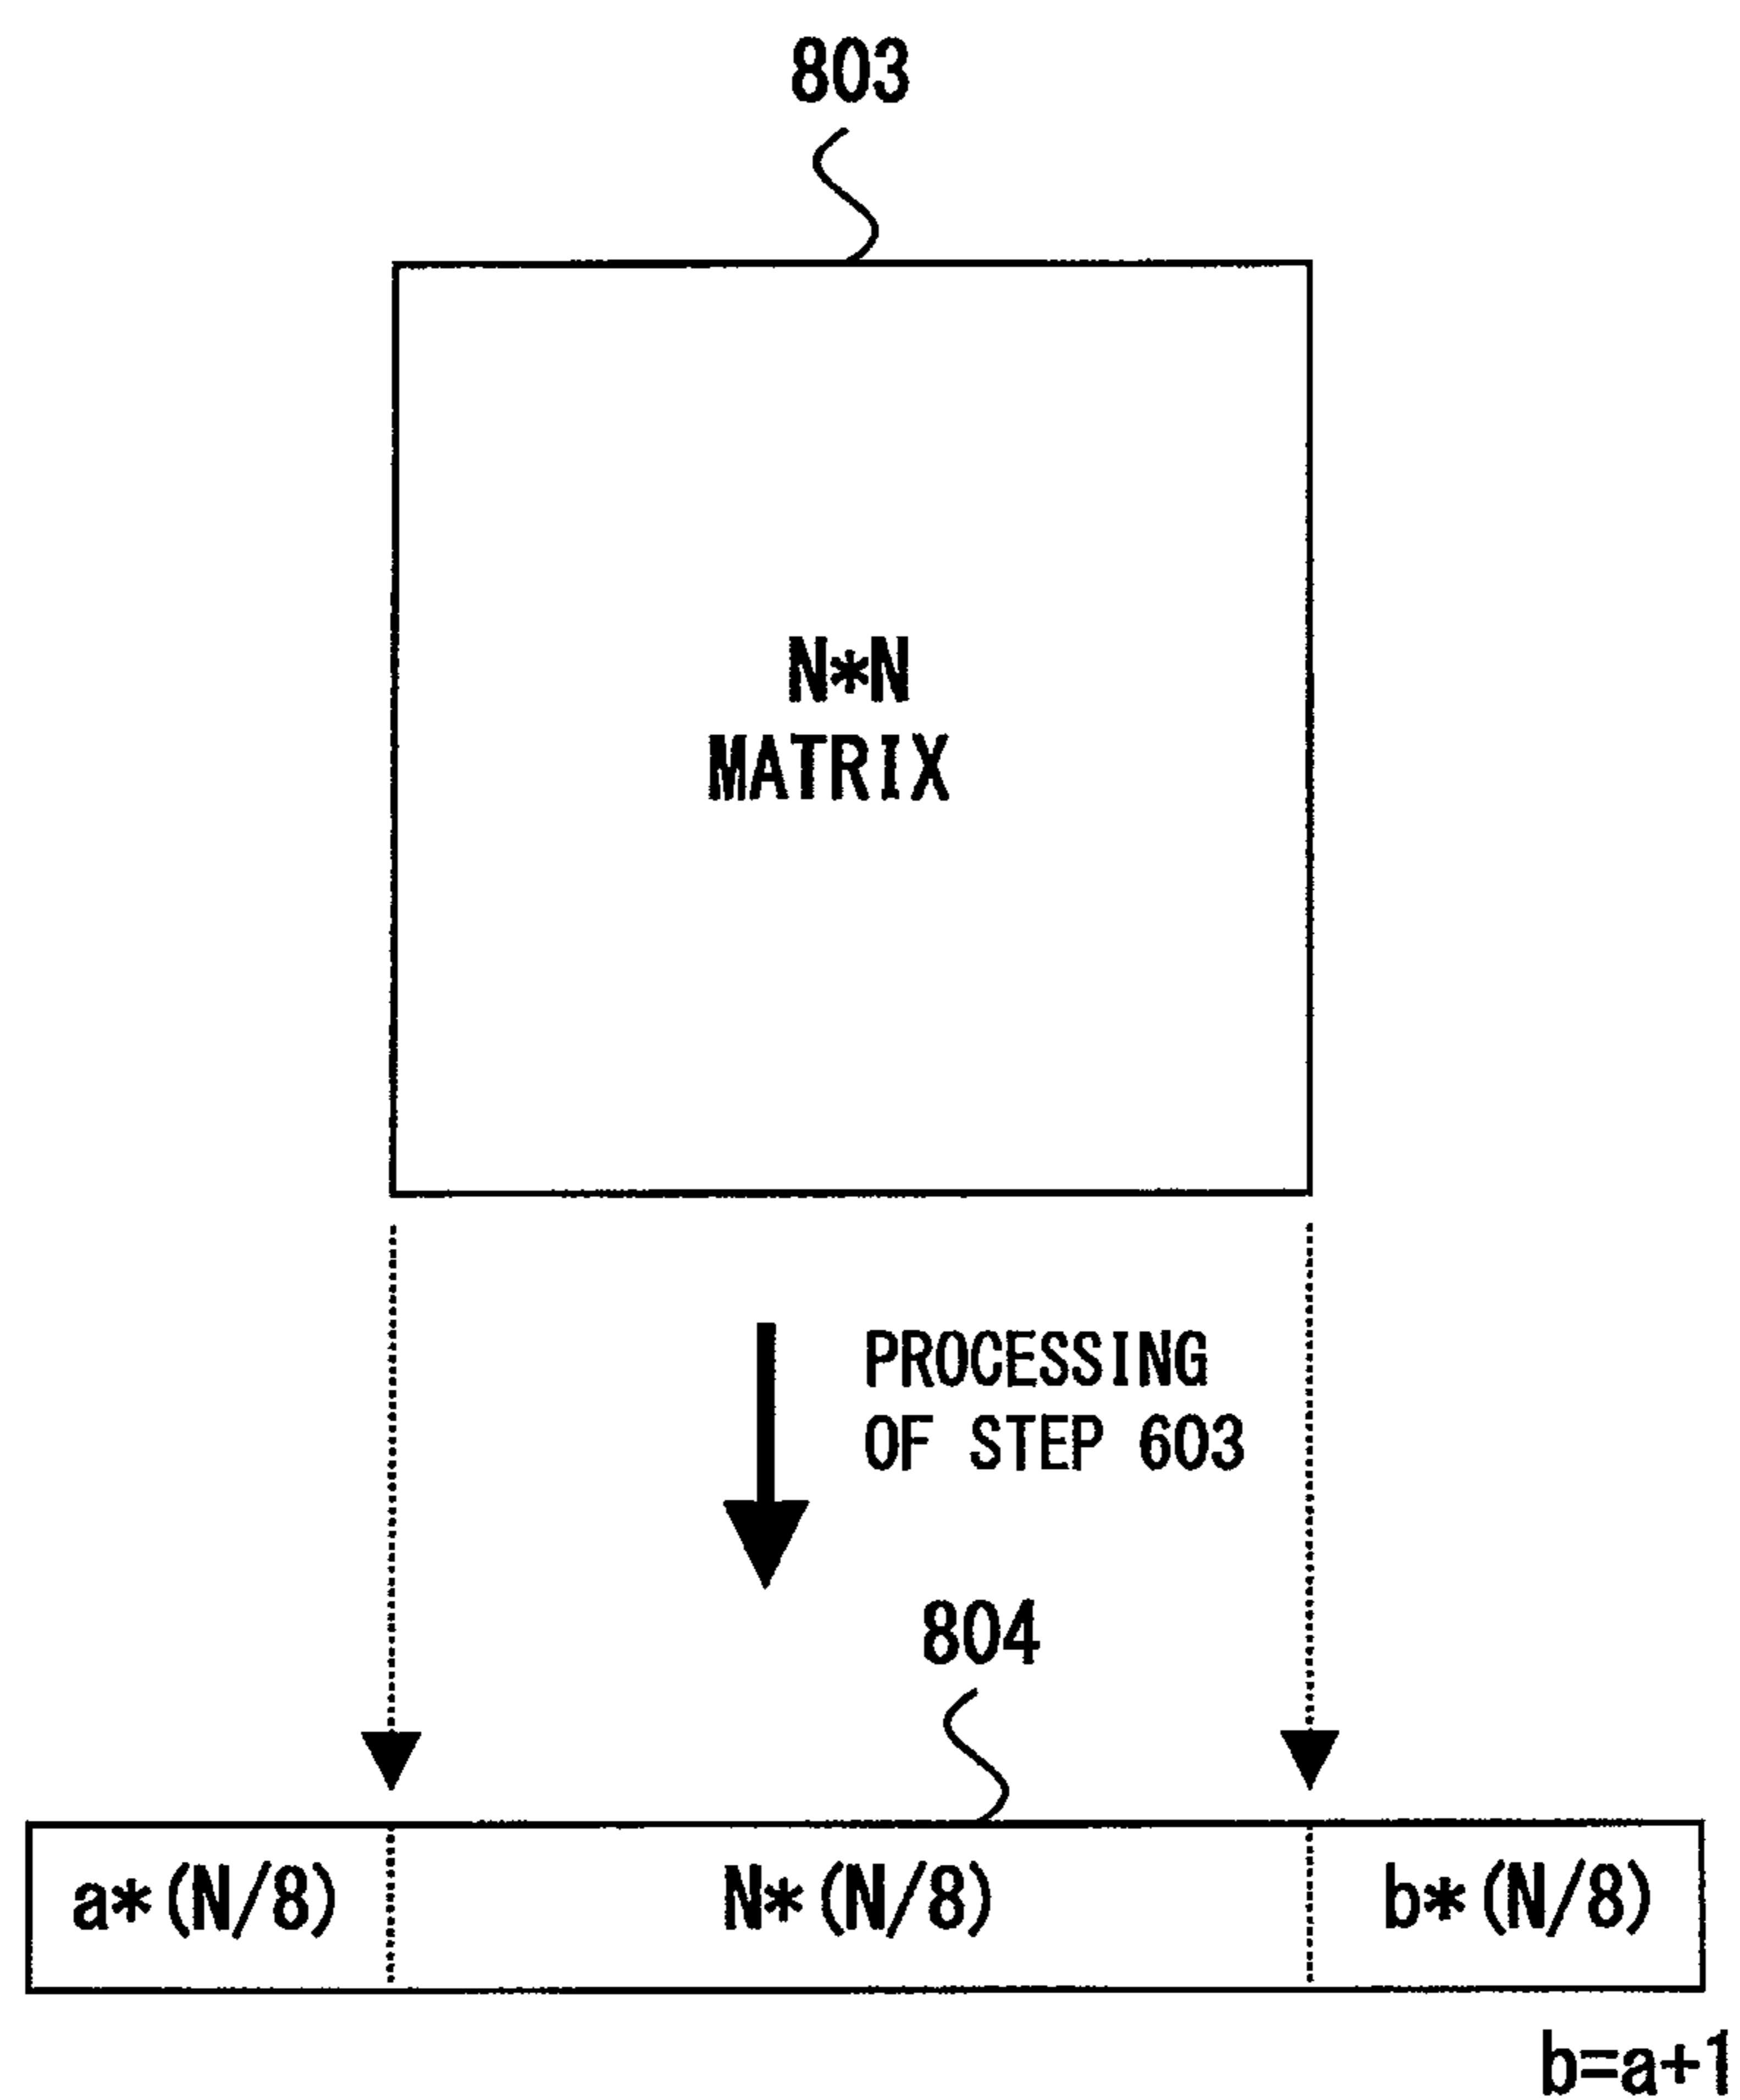 803
N*N
MATRIX
PROCESSING
OF STEP 603
804
a*(N/8)
N*(N/8)
b*(N/8)
b=a+1